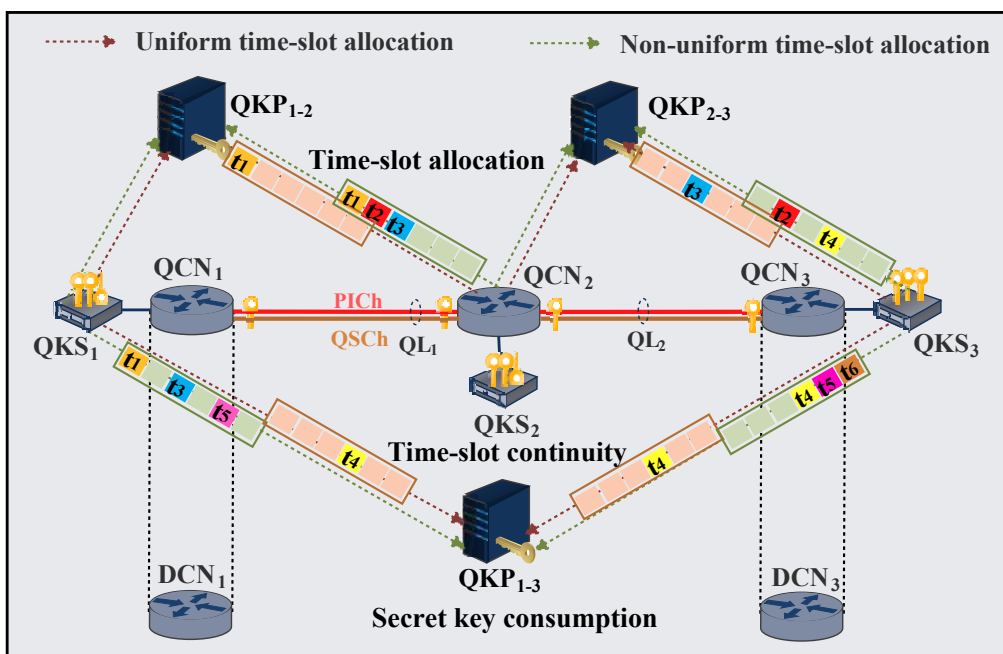 Uniform time-slot allocation
Non-uniform time-slot allocation
QKP1-2
QKP2-3
Time-slot allocation
t1
t1 t2 t3
t3
t2
t4
QCN1
QCN2
QCN3
PICh
QSCh
QL1
QL2
QKS1
QKS2
QKS3
t1 t3 t5
t4
t4 t5 t6
t4
Time-slot continuity
QKP1-3
DCN1
DCN3
Secret key consumption